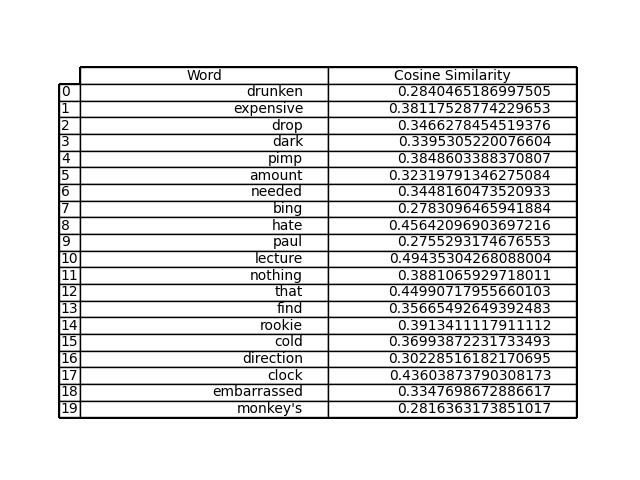 Word Cosine Similarity
0 drunken 0.2840465186997505
1 expensive 0.38117528774229653
2 drop 0.3466278454519376
3 dark 0.3395305220076604
4 pimp 0.3848603388370807
5 amount 0.32319791346275084
6 needed 0.3448160473520933
7 bing 0.2783096465941884
8 hate 0.45642096903697216
9 paul 0.2755293174676553
10 lecture 0.49435304268088004
11 nothing 0.3881065929718011
12 that 0.44990717955660103
13 find 0.35665492649392483
14 rookie 0.3913411117911112
15 cold 0.36993872231733493
16 direction 0.30228516182170695
17 clock 0.43603873790308173
18 embarrassed 0.3347698672886617
19 monkey's 0.2816363173851017